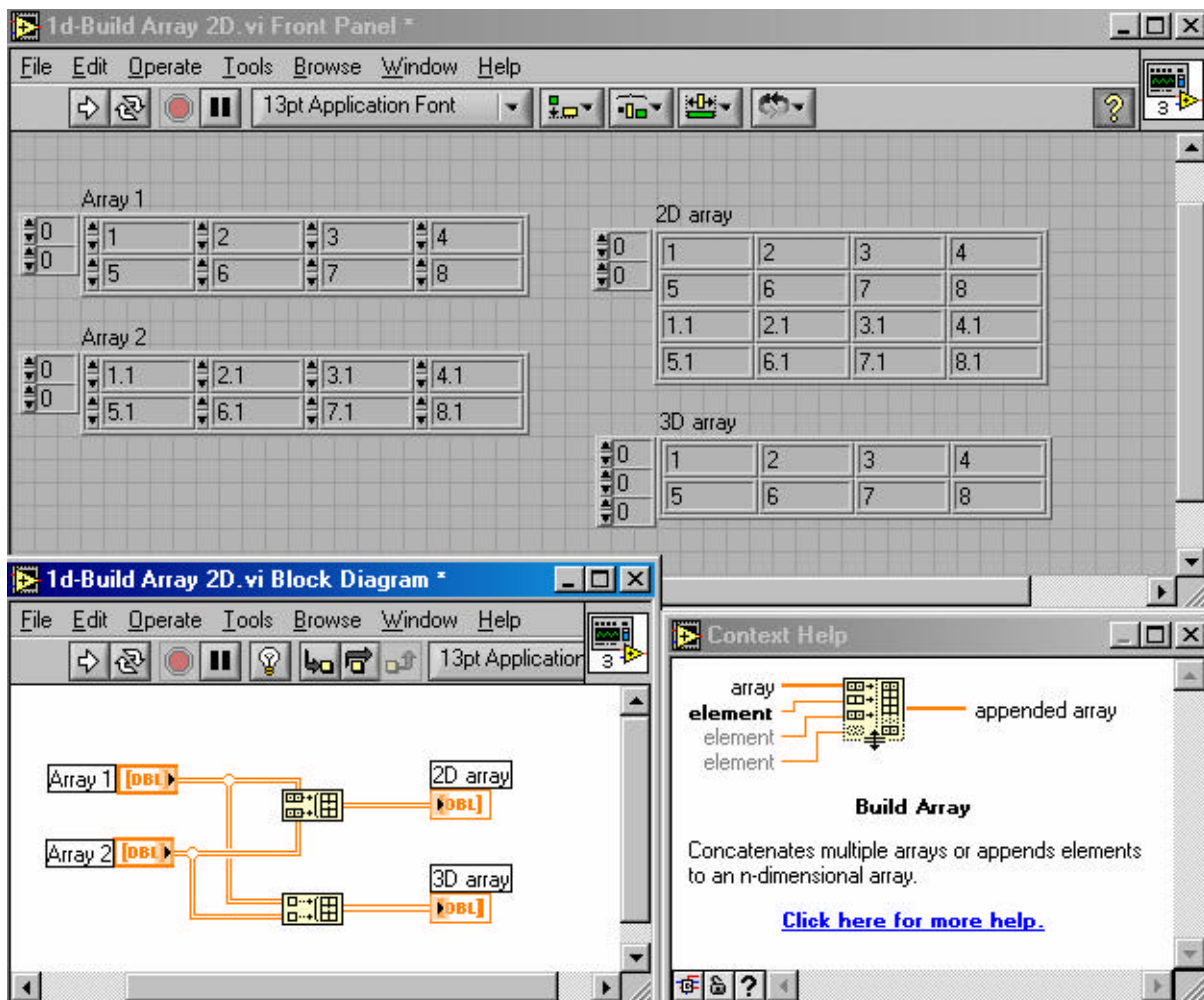 1d-Build Array 2D.vi Front Panel *
File Edit Operate Tools Browse Window Help
13pt Application Font
?
3
Array 1
0 1 2 3 4
0 5 6 7 8
Array 2
0 1.1 2.1 3.1 4.1
0 5.1 6.1 7.1 8.1
2D array
0 1 2 3 4
0 5 6 7 8
1.1 2.1 3.1 4.1
5.1 6.1 7.1 8.1
3D array
0 1 2 3 4
0 5 6 7 8
0
1d-Build Array 2D.vi Block Diagram *
File Edit Operate Tools Browse Window Help
13pt Application
3
Array 1 [DBL]
2D array
[DBL]
Array 2 [DBL]
3D array
[DBL]
Context Help
array
element
element
element
appended array
Build Array
Concatenates multiple arrays or appends elements
to an n-dimensional array.
Click here for more help.
?